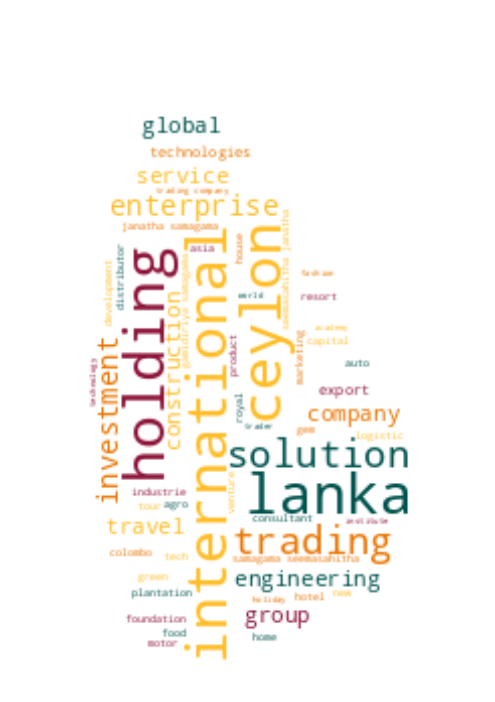 global
technologies
service
trading company
enterprise
janatha samagama
asia
house
seemasahitha janatha
ceylon
international
holding
distributor
development
gamidiriya samagama
construction
investment
technology
world
fashion
resort
product
marketing
academy
capital
auto
royal
export
company
trader
gem
logistic
solution
lanka
venture
industrie
tour
agro
consultant
institute
travel
trading
colombo
tech
samagama seemasahitha
green
engineering
plantation
holiday
hotel
new
foundation
group
food
motor
home